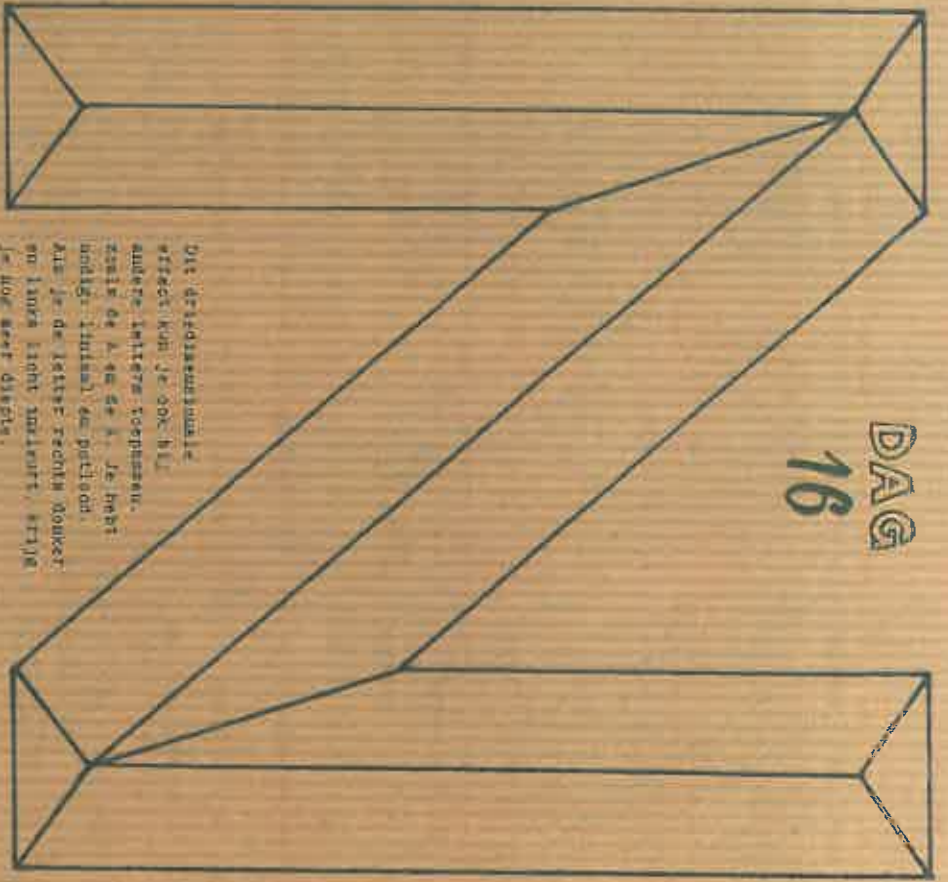 DAG
16
N
Dit driedimensionale
effect kun je ook bij
andere letters toepassen,
zoals de A en de . Je hebt
nodig: liniaal en potlood.
Als je de letter rechts donker
en links licht inkleurt, krijg
je nog meer diepte.